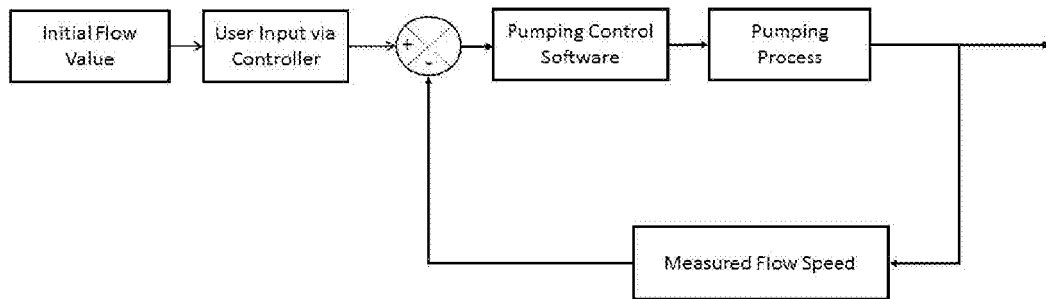 Initial Flow
Value
User Input via
Controller
+
-
Pumping Control
Software
Pumping
Process
Measured Flow Speed